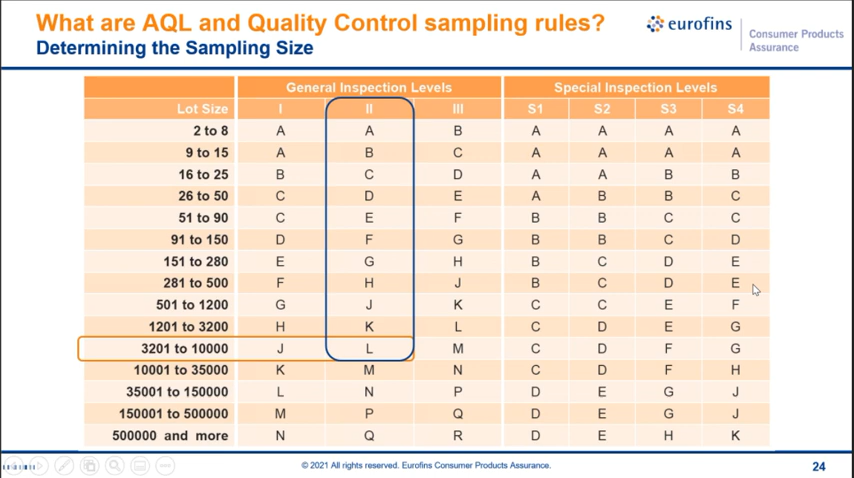 What are AQL and Quality Control sampling rules?
Determining the Sampling Size
eurofins
Consumer Products
Assurance
General Inspection Levels Special Inspection Levels
Lot Size I II III S1 S2 S3 S4
2 to 8 A A B A A A A
9 to 15 A B C A A A A
16 to 25 B C D A A B B
26 to 50 C D E A B B C
51 to 90 C E F B B C C
91 to 150 D F G B B C D
151 to 280 E G H B C D E
281 to 500 F H J B C D E
501 to 1200 G J K C C E F
1201 to 3200 H K L C D E G
3201 to 10000 J L M C D F G
10001 to 35000 K M N C D F H
35001 to 150000 L N P D E G J
150001 to 500000 M P Q D E G J
500000 and more N Q R D E H K
© 2021 All rights reserved. Eurofins Consumer Products Assurance.
24